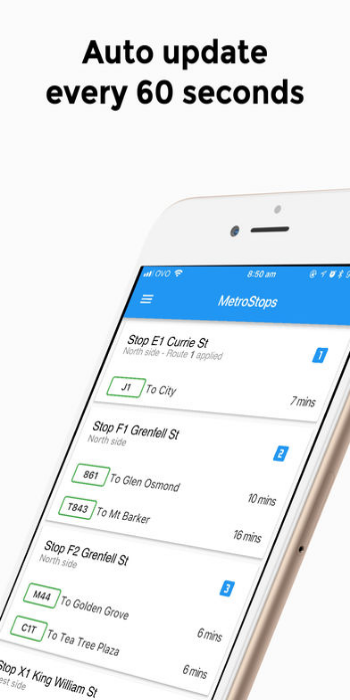 Auto update
every 60 seconds
OVO
8:50 am
MetroStops
Stop E1 Currie St
1
North side - Route 1 applied
J1 To City
7 mins
Stop F1 Grenfell St
North side
2
861 To Glen Osmond
10 mins
T843 To Mt Barker
16 mins
Stop F2 Grenfell St
North side
3
M44 To Golden Grove
6 mins
C1T To Tea Tree Plaza
6 mins
Stop X1 King William St
est side